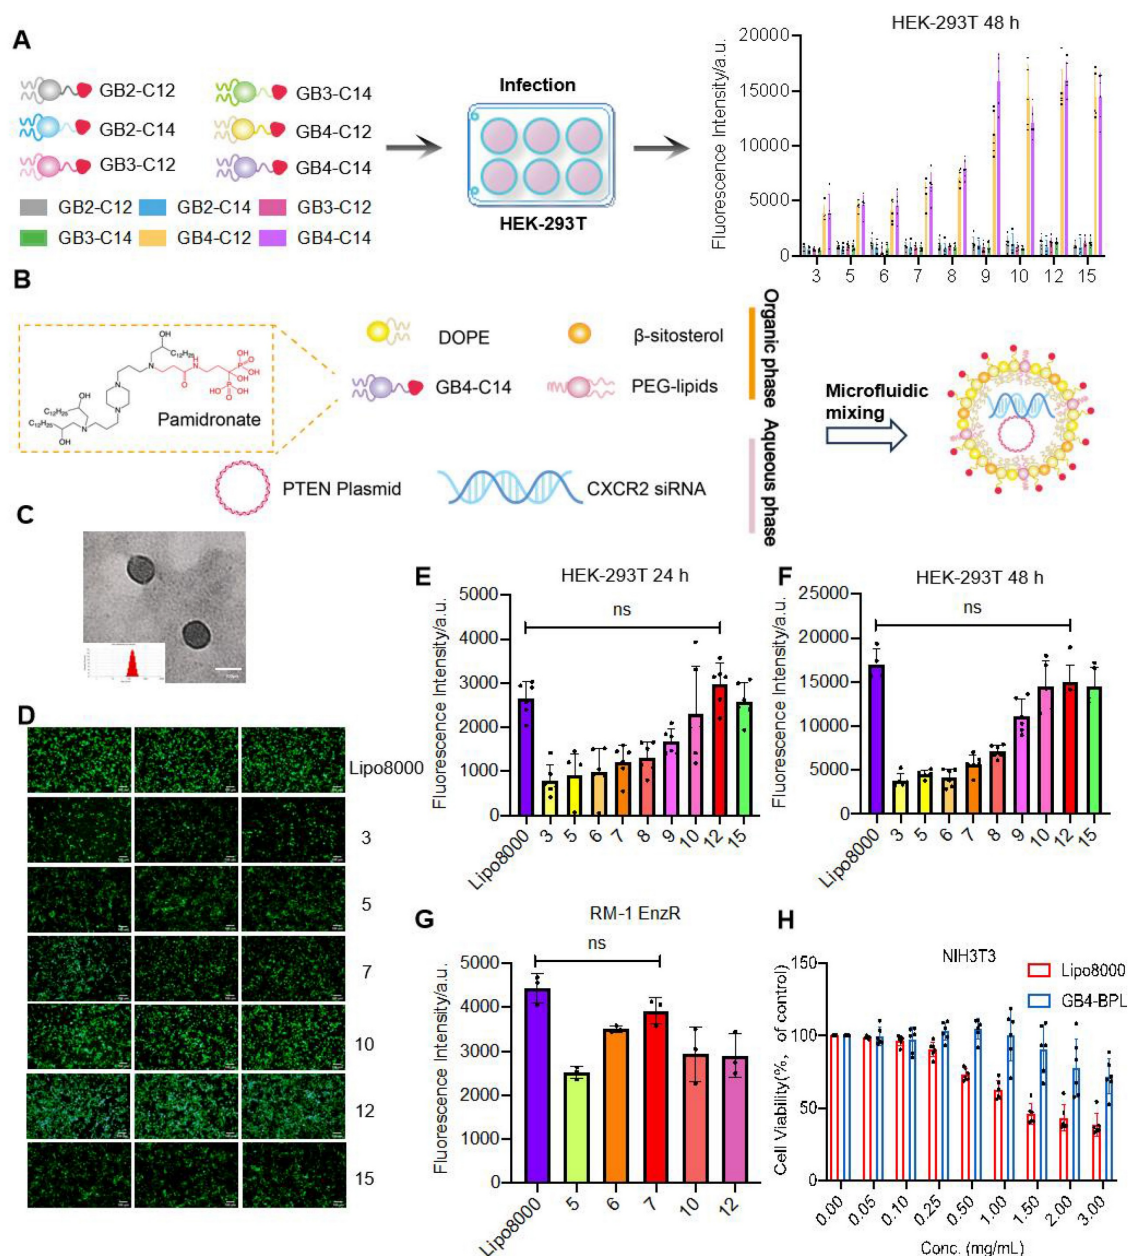 A
GB2-C12
GB3-C14
GB2-C14
GB4-C12
GB3-C12
GB4-C14
GB2-C12 GB2-C14 GB3-C12
GB3-C14 GB4-C12 GB4-C14
Infection
HEK-293T
HEK-293T 48 h
Fluorescence Intensity/a.u.
20000
15000
10000
5000
0
3 5 6 7 8 9 10 12 15
B
OH
C12H25
Pamidronate
DOPE
β-sitosterol
GB4-C14
PEG-lipids
PTEN Plasmid
CXCR2 siRNA
Organic phase
Aqueous phase
Microfluidic
mixing
C
D
Lipo8000
3
5
7
10
12
15
E
HEK-293T 24 h
ns
Fluorescence Intensity/a.u.
5000
4000
3000
2000
1000
0
Lipo8000 3 5 6 7 8 9 10 12 15
F
HEK-293T 48 h
ns
Fluorescence Intensity/a.u.
25000
20000
15000
10000
5000
0
Lipo8000 3 5 6 7 8 9 10 12 15
G
RM-1 EnzR
ns
Fluorescence Intensity/a.u.
5000
4000
3000
2000
1000
0
Lipo8000 5 6 7 10 12
H
NIH3T3
Lipo8000
GB4-BPL
Cell Viability(%, of control)
150
100
50
0
0.00 0.05 0.10 0.25 0.50 1.00 1.50 2.00 3.00
Conc. (mg/mL)